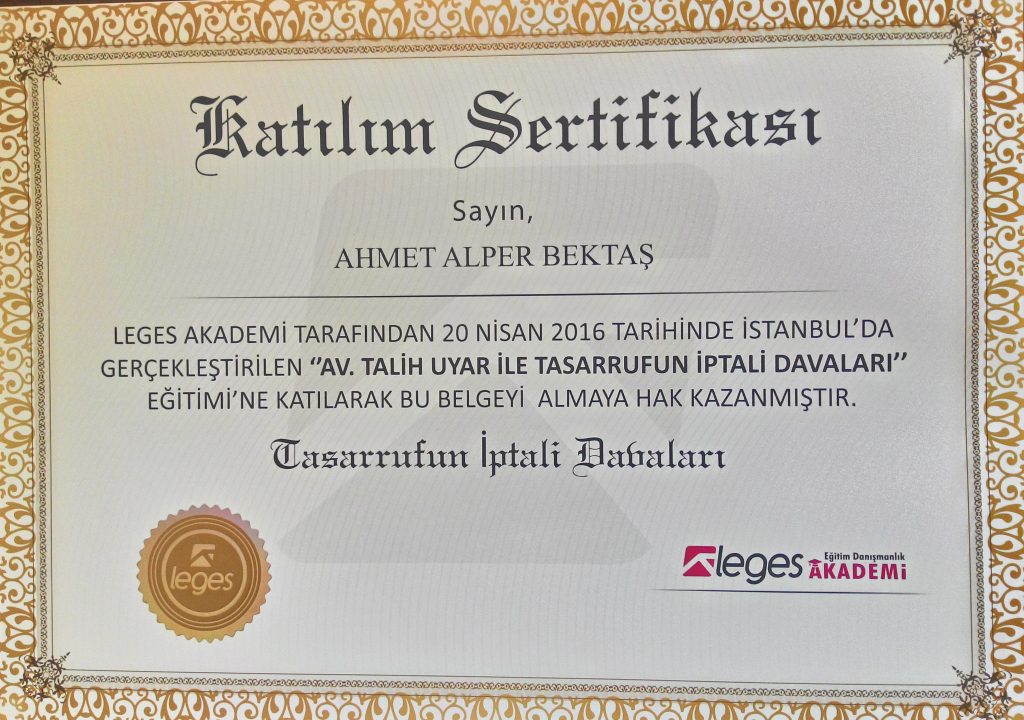 Katılım Sertifikası
Sayın,
AHMET ALPER BEKTAŞ
LEGES AKADEMİ TARAFINDAN 20 NİSAN 2016 TARİHİNDE İSTANBUL’DA
GERÇEKLEŞTİRİLEN ‘’AV. TALİH UYAR İLE TASARRUFUN İPTALİ DAVALARI’’
EĞİTİMİ’NE KATILARAK BU BELGEYİ ALMAYA HAK KAZANMIŞTIR.
Tasarrufun İptali Davaları
leges
leges Eğitim Danışmanlık
AKADEMİ